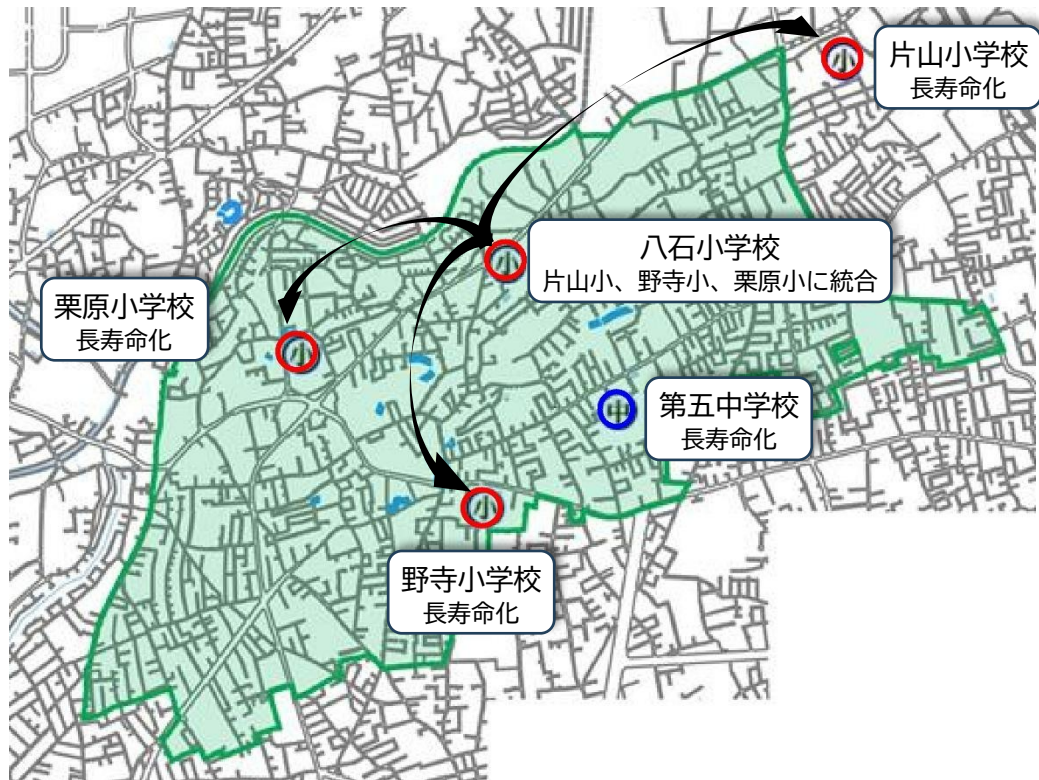 小
片山小学校
長寿命化
小
八石小学校
片山小、野寺小、栗原小に統合
栗原小学校
長寿命化
小
中
第五中学校
長寿命化
小
野寺小学校
長寿命化